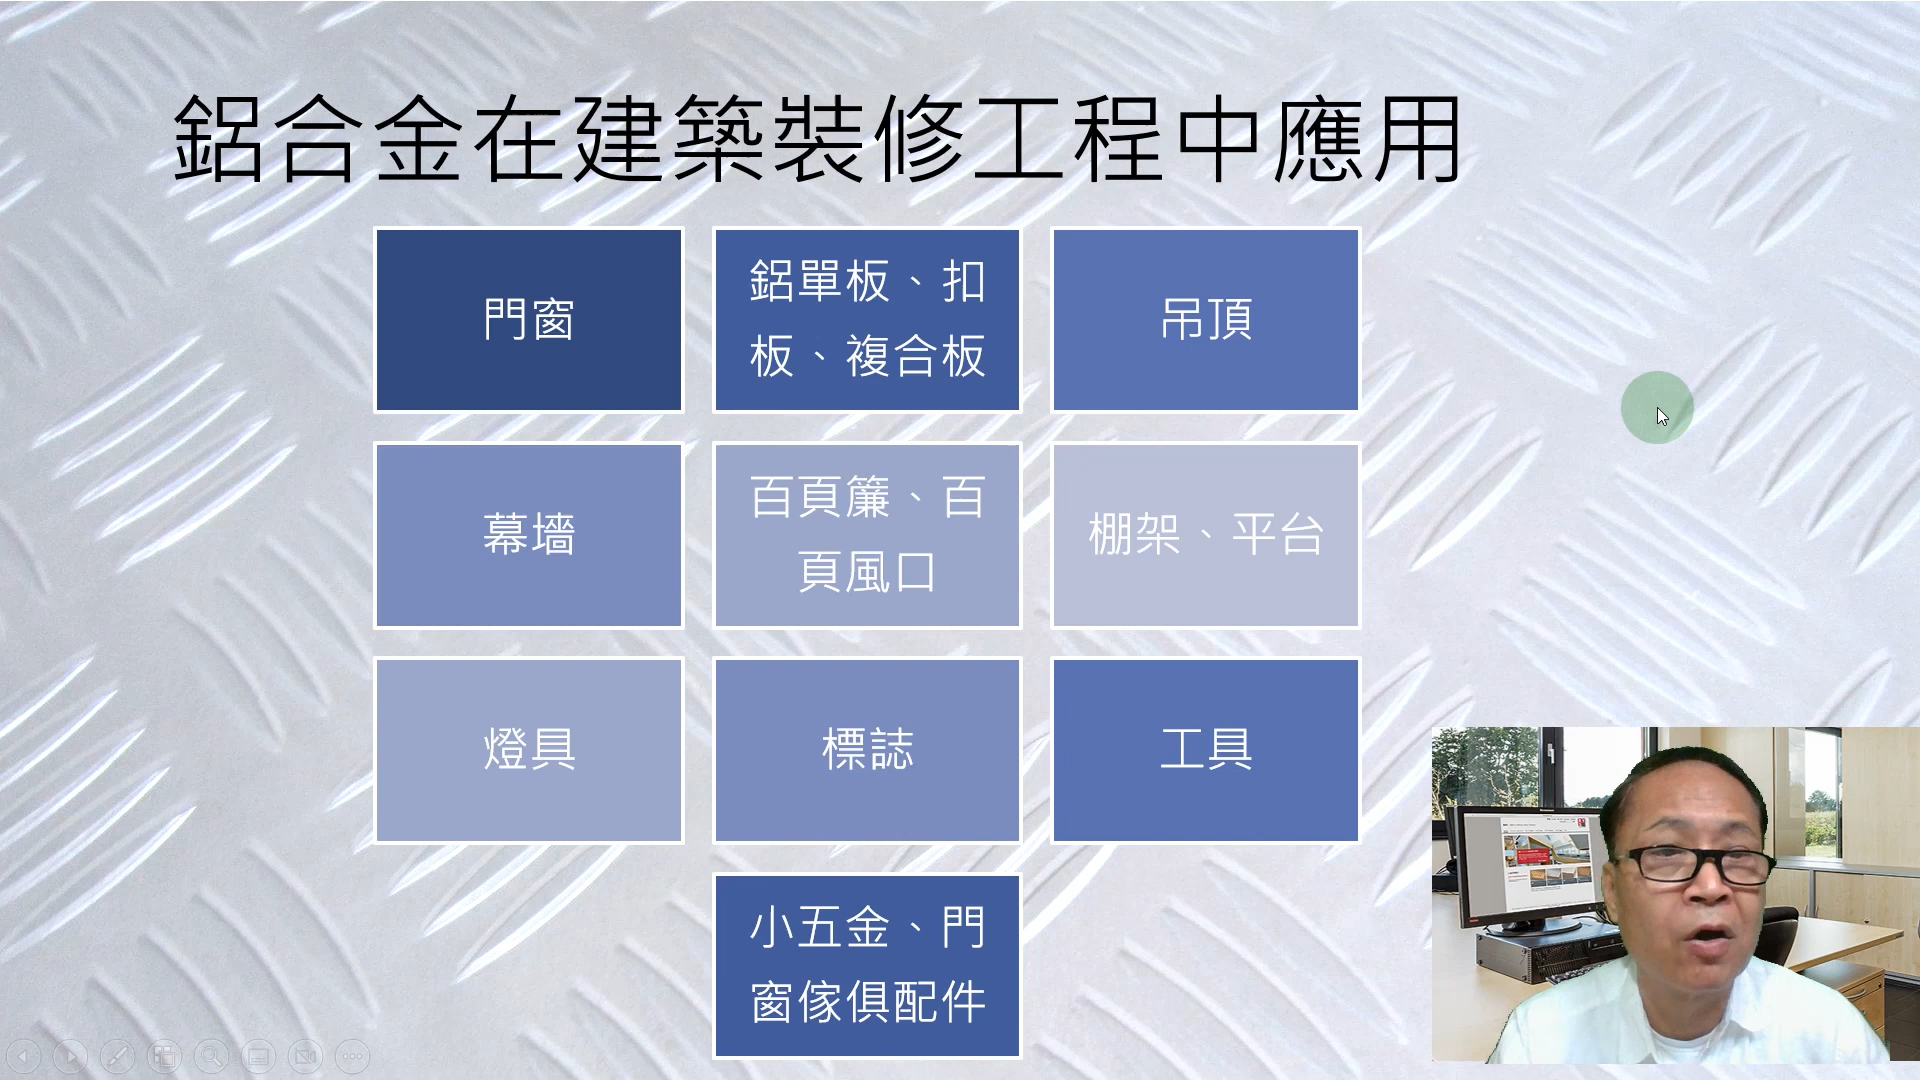 鋁合金在建築裝修工程中應用
門窗
鋁單板、扣
板、複合板
吊頂
幕墻
百頁簾、百
頁風口
棚架、平台
燈具
標誌
工具
小五金、門
窗傢俱配件